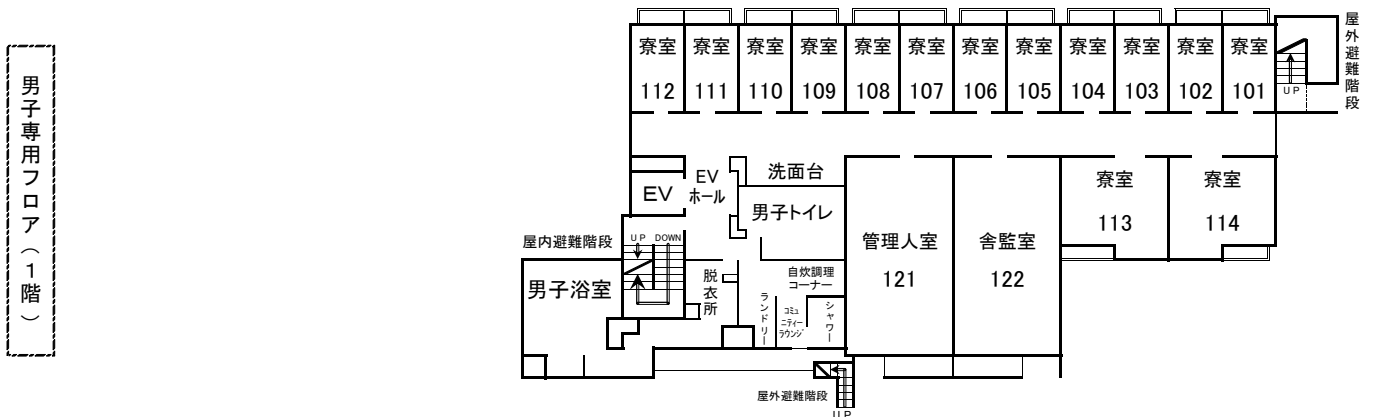 男子専用フロア(1階)
屋外避難階段
寮室 寮室 寮室 寮室 寮室 寮室 寮室 寮室 寮室 寮室 寮室 寮室
112 111 110 109 108 107 106 105 104 103 102 101
UP
洗面台
EV
ホール
EV
男子トイレ
寮室
113
寮室
114
管理人室
121
舎監室
122
屋内避難階段
UP DOWN
男子浴室
脱衣所
自炊調理
コーナー
ランドリー
コミュ
ニティー
ラウンジ
シャワー
屋外避難階段
UP